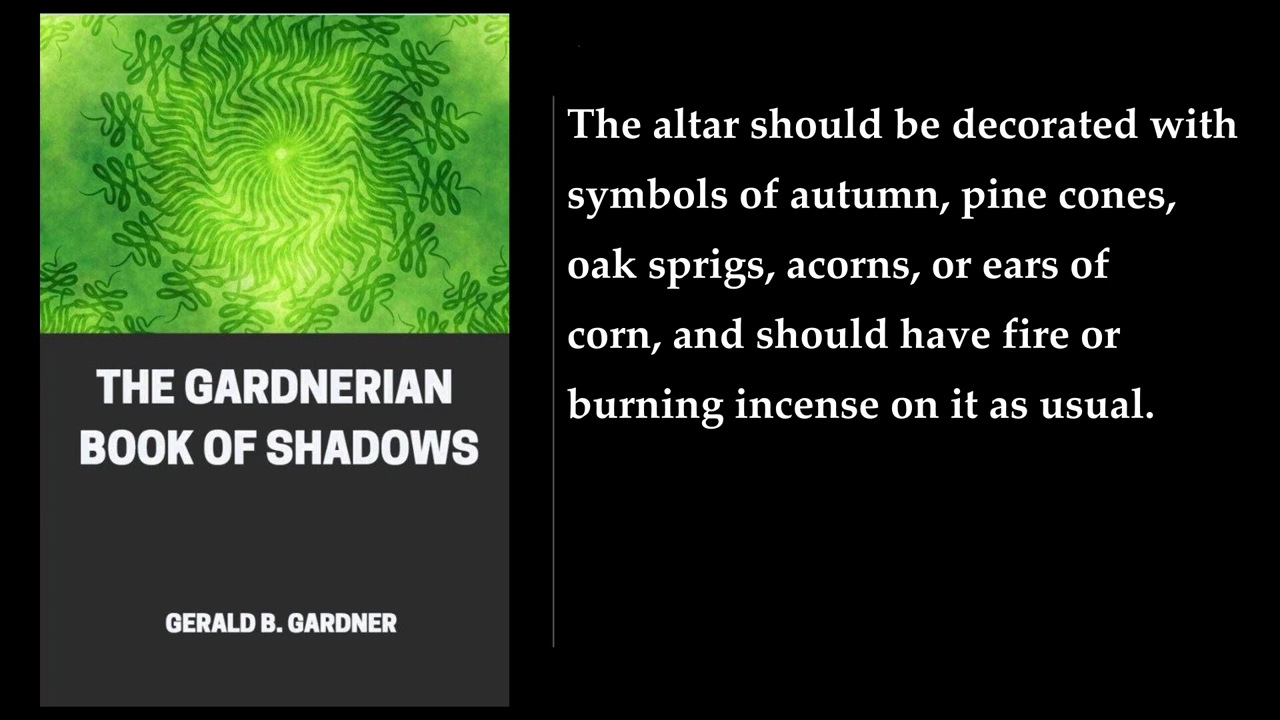 THE GARDNERIAN
BOOK OF SHADOWS
GERALD B. GARDNER
The altar should be decorated with
symbols of autumn, pine cones,
oak sprigs, acorns, or ears of
corn, and should have fire or
burning incense on it as usual.